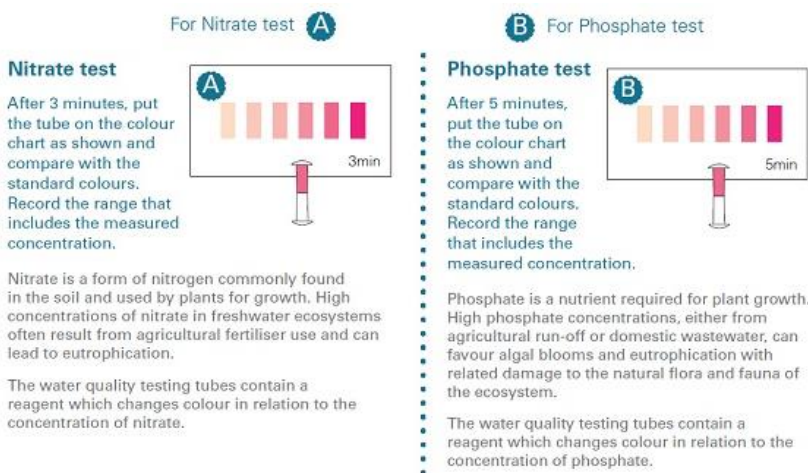 For Nitrate test A
B For Phosphate test
Nitrate test
After 3 minutes, put
the tube on the colour
chart as shown and
compare with the
standard colours.
Record the range that
includes the measured
concentration.
A
3min
Nitrate is a form of nitrogen commonly found
in the soil and used by plants for growth. High
concentrations of nitrate in freshwater ecosystems
often result from agricultural fertiliser use and can
lead to eutrophication.
The water quality testing tubes contain a
reagent which changes colour in relation to the
concentration of nitrate.
Phosphate test
After 5 minutes,
put the tube on
the colour chart
as shown and
compare with the
standard colours.
Record the range
that includes the
measured concentration.
B
5min
Phosphate is a nutrient required for plant growth.
High phosphate concentrations, either from
agricultural run-off or domestic wastewater, can
favour algal blooms and eutrophication with
related damage to the natural flora and fauna of
the ecosystem.
The water quality testing tubes contain a
reagent which changes colour in relation to the
concentration of phosphate.